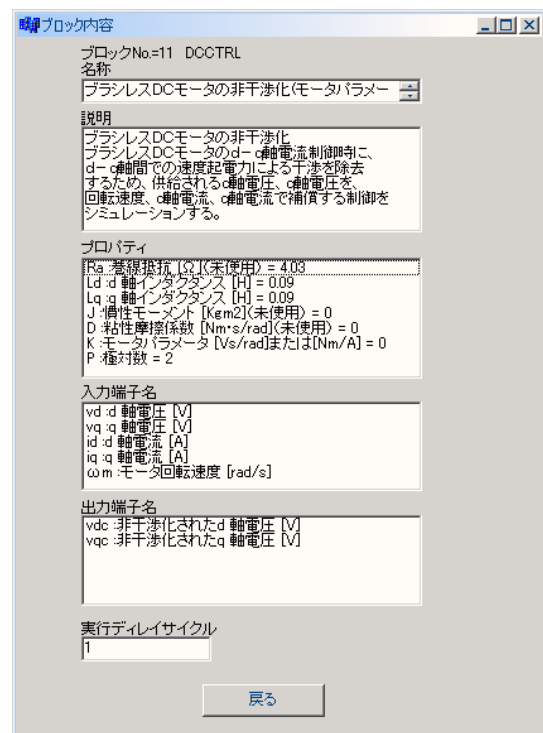 ブロック内容
ブロックNo.=11 DCCTRL
名称
ブラシレスDCモータの非干渉化(モータパラメー
説明
ブラシレスDCモータの非干渉化
ブラシレスDCモータのd－q軸電流制御時に、
d－q軸間での速度起電力による干渉を除去
するため、供給されるd軸電圧、q軸電圧を、
回転速度、d軸電流、q軸電流で補償する制御を
シミュレーションする。
プロパティ
Ra :巻線抵抗 [Ω](未使用) = 4.03
Ld :d 軸インダクタンス [H] = 0.09
Lq :q 軸インダクタンス [H] = 0.09
J :慣性モーメント [Kgm2](未使用) = 0
D :粘性摩擦係数 [Nm･s/rad](未使用) = 0
K :モータパラメータ [Vs/rad]または[Nm/A] = 0
P :極対数 = 2
入力端子名
vd :d 軸電圧 [V]
vq :q 軸電圧 [V]
id :d 軸電流 [A]
iq :q 軸電流 [A]
ωm :モータ回転速度 [rad/s]
出力端子名
vdc :非干渉化されたd 軸電圧 [V]
vqc :非干渉化されたq 軸電圧 [V]
実行ディレイサイクル
1
戻る